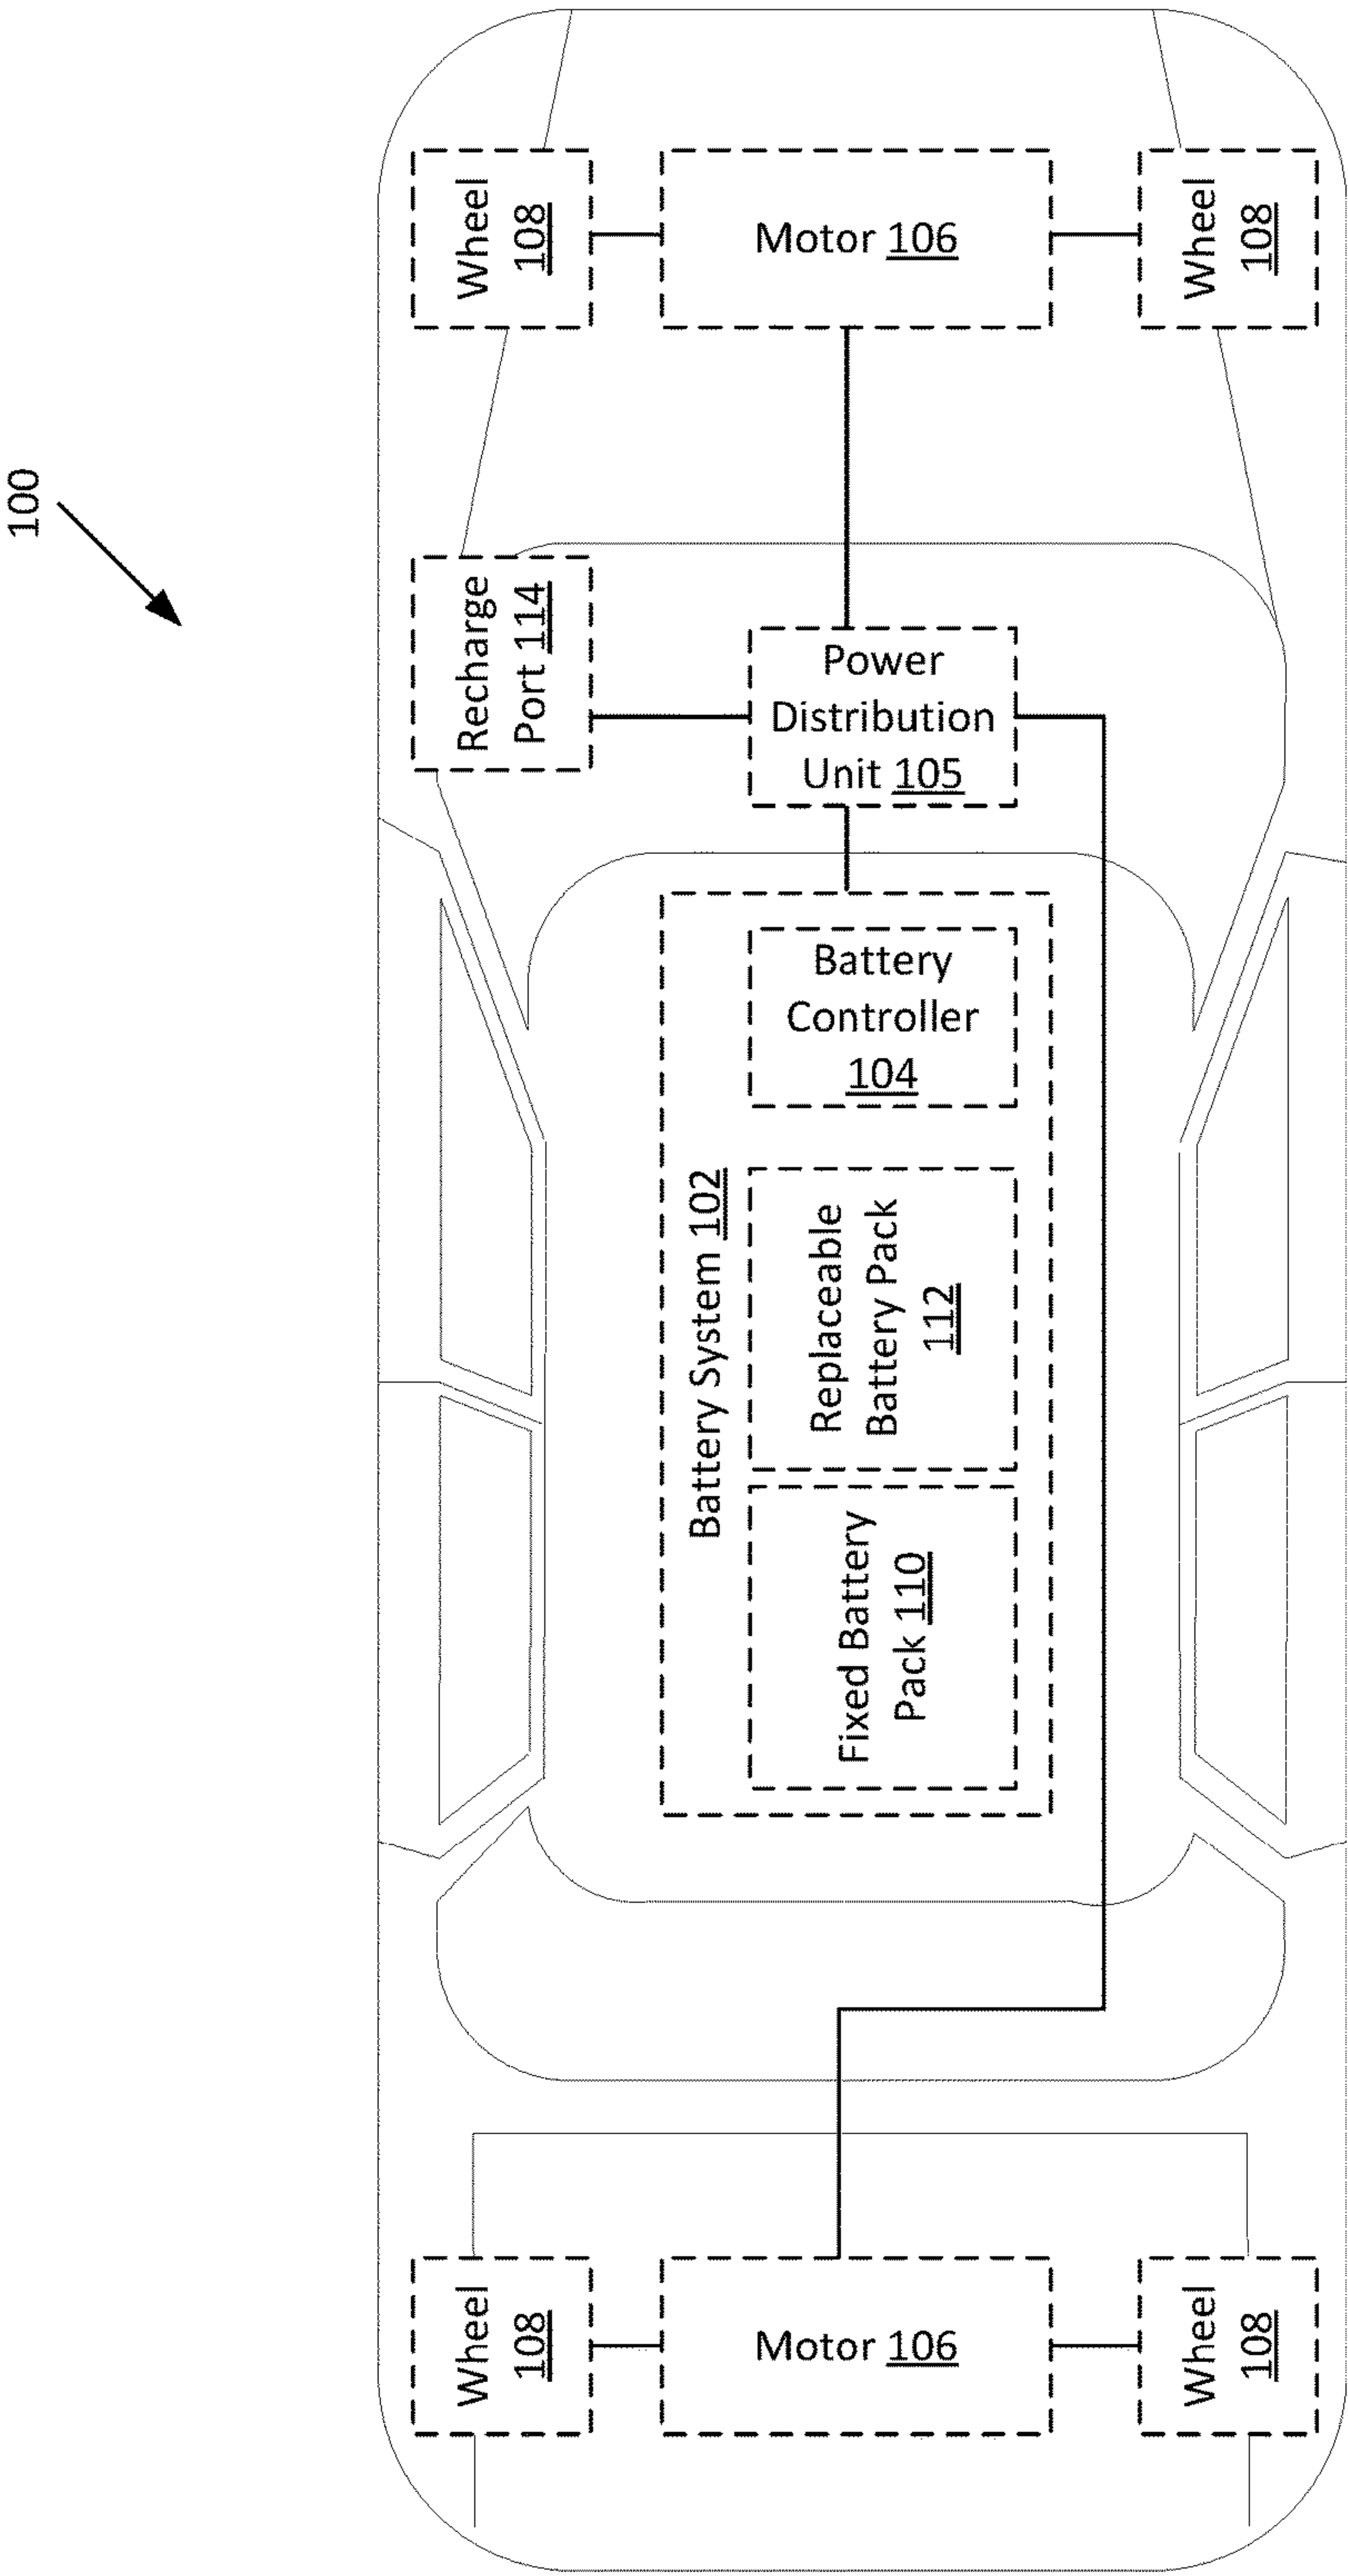 100
Wheel
108
Motor 106
Wheel
108
Recharge
Port 114
Power
Distribution
Unit 105
Battery System 102
Battery
Controller
104
Replaceable
Battery Pack
112
Fixed Battery
Pack 110
Wheel
108
Motor 106
Wheel
108